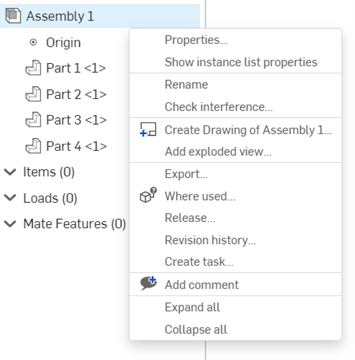 Assembly 1
Origin
Part 1 <1>
Part 2 <1>
Part 3 <1>
Part 4 <1>
Items (0)
Loads (0)
Mate Features (0)
Properties...
Show instance list properties
Rename
Check interference...
Create Drawing of Assembly 1...
Add exploded view...
Export...
Where used...
Release...
Revision history...
Create task...
Add comment
Expand all
Collapse all